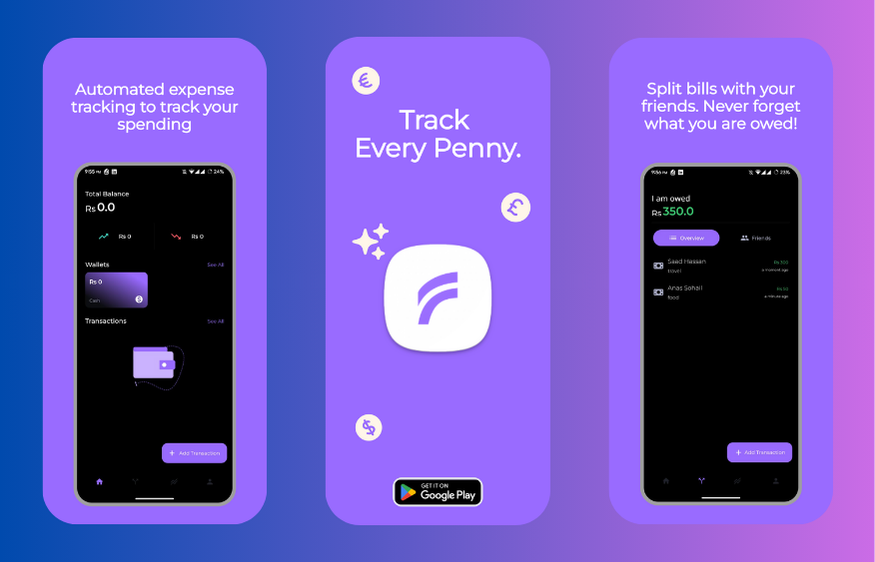 Automated expense
tracking to track your
spending
9:55 PM
24%
Total Balance
Rs 0.0
Rs 0
Rs 0
Wallets
See All
Rs 0
Cash
$
Transactions
See All
+ Add Transaction
€
Track
Every Penny.
£
$
GET IT ON
Google Play
Split bills with your
friends. Never forget
what you are owed!
9:56 PM
23%
I am owed
Rs 350.0
Overview
Friends
Saad Hassan
Rs 300
travel
a moment ago
Anas Sohail
Rs 50
food
a minute ago
+ Add Transaction